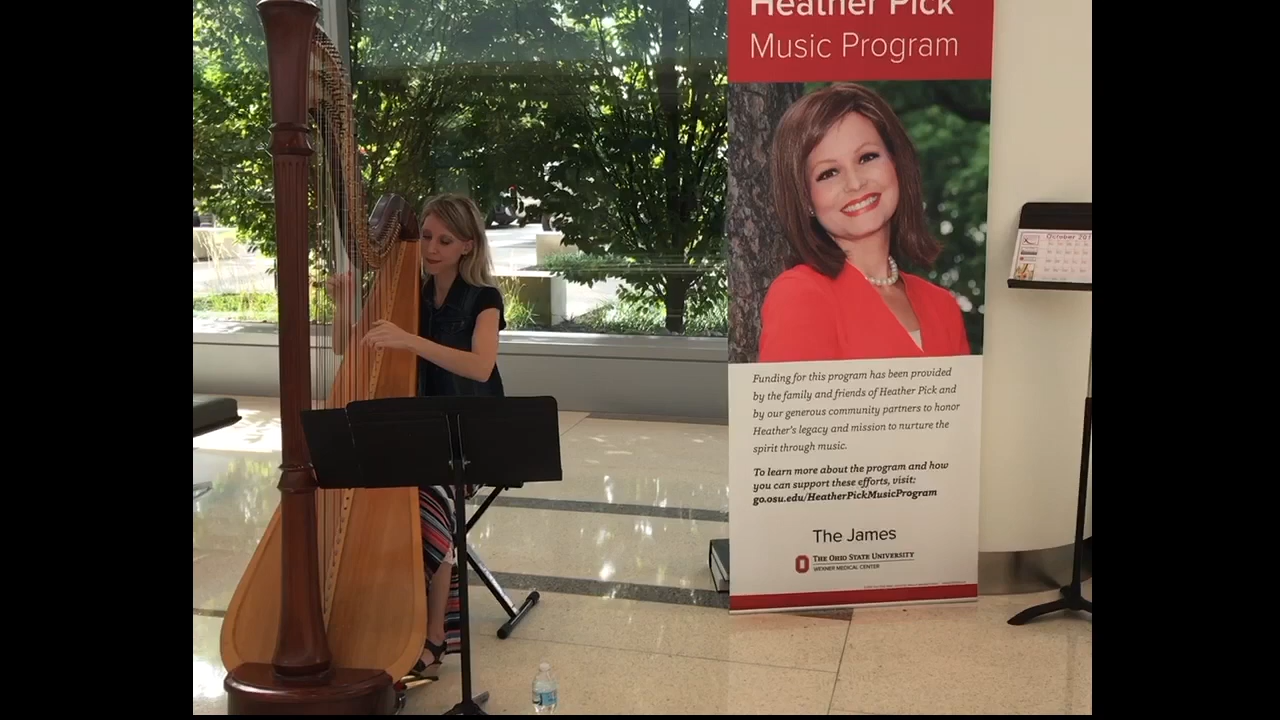 Heather Pick
Music Program
Funding for this program has been provided
by the family and friends of Heather Pick and
by our generous community partners to honor
Heather's legacy and mission to nurture the
spirit through music.
To learn more about the program and how
you can support these efforts, visit:
go.osu.edu/HeatherPickMusicProgram
The James
THE OHIO STATE UNIVERSITY
WEXNER MEDICAL CENTER
October 201